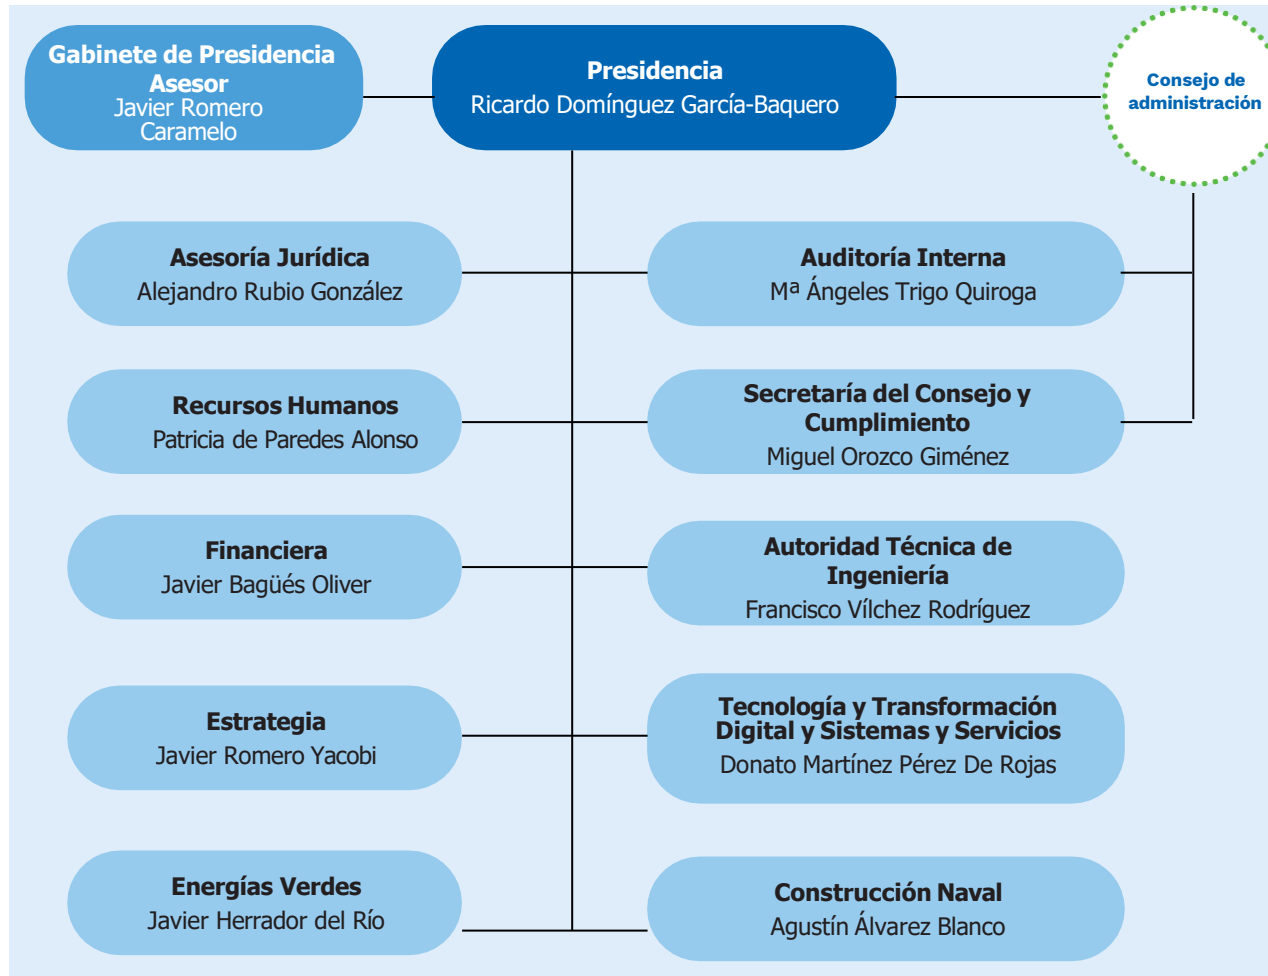 Gabinete de Presidencia
Asesor
Javier Romero
Caramelo
Presidencia
Ricardo Domínguez García-Baquero
Consejo de
administración
Asesoría Jurídica
Alejandro Rubio González
Auditoría Interna
Mª Ángeles Trigo Quiroga
Recursos Humanos
Patricia de Paredes Alonso
Secretaría del Consejo y
Cumplimiento
Miguel Orozco Giménez
Financiera
Javier Bagüés Oliver
Autoridad Técnica de
Ingeniería
Francisco Vílchez Rodríguez
Estrategia
Javier Romero Yacobi
Tecnología y Transformación
Digital y Sistemas y Servicios
Donato Martínez Pérez De Rojas
Energías Verdes
Javier Herrador del Río
Construcción Naval
Agustín Álvarez Blanco